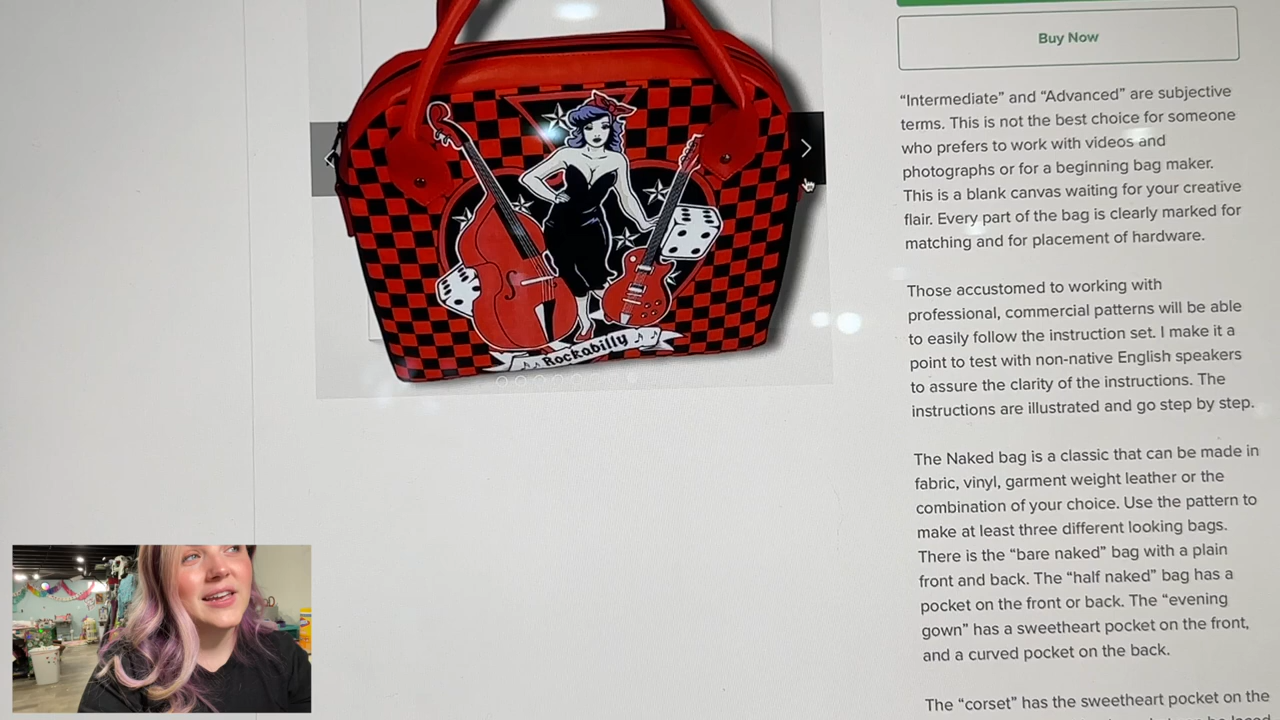 Buy Now
“Intermediate” and “Advanced” are subjective
terms. This is not the best choice for someone
who prefers to work with videos and
photographs or for a beginning bag maker.
This is a blank canvas waiting for your creative
flair. Every part of the bag is clearly marked for
matching and for placement of hardware.
Those accustomed to working with
professional, commercial patterns will be able
to easily follow the instruction set. I make it a
point to test with non-native English speakers
to assure the clarity of the instructions. The
instructions are illustrated and go step by step.
The Naked bag is a classic that can be made in
fabric, vinyl, garment weight leather or the
combination of your choice. Use the pattern to
make at least three different looking bags.
There is the “bare naked” bag with a plain
front and back. The “half naked” bag has a
pocket on the front or back. The “evening
gown” has a sweetheart pocket on the front,
and a curved pocket on the back.
The “corset” has the sweetheart pocket on the
Rockabilly